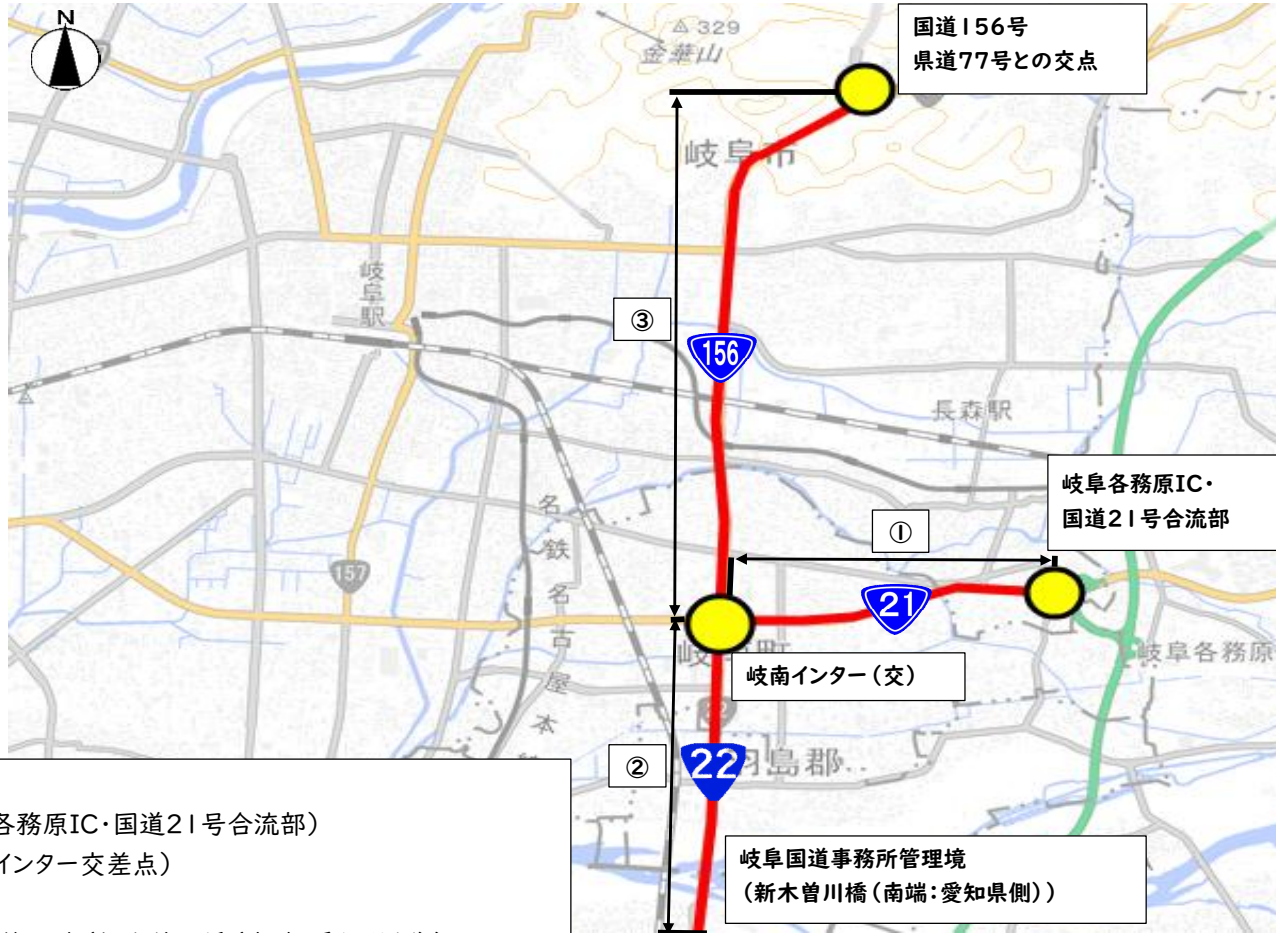 N
△ 329
金華山
国道156号
県道77号との交点
岐阜市
岐阜駅
③
156
長森駅
岐阜各務原IC・
国道21号合流部
①
名鉄名古屋本
157
21
岐阜各務原
岐南インター(交)
②
22
羽島郡
各務原IC・国道21号合流部)
インター交差点)
岐阜国道事務所管理境
(新木曽川橋(南端:愛知県側))